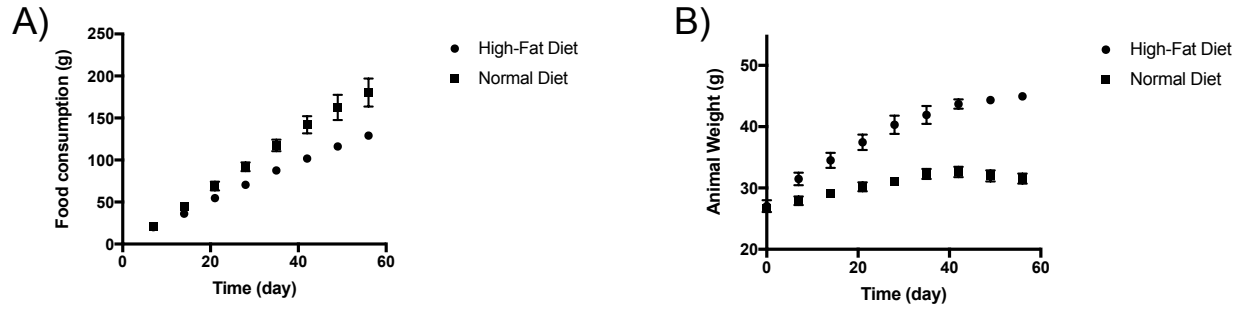 A)
250
200
150
100
50
0
0
20
40
60
Food consumption (g)
Time (day)
High-Fat Diet
Normal Diet
B)
50
40
30
20
0
20
40
60
Animal Weight (g)
Time (day)
High-Fat Diet
Normal Diet